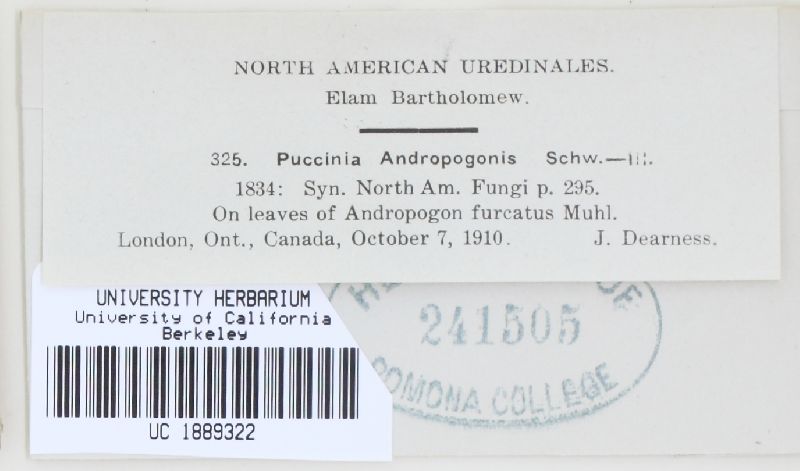 NORTH AMERICAN UREDINALES.
Elam Bartholomew.
325. Puccinia Andropogonis Schw.—III.
1834: Syn. North Am. Fungi p. 295.
On leaves of Andropogon furcatus Muhl.
London, Ont., Canada, October 7, 1910. J. Dearness.
UNIVERSITY HERBARIUM
University of California
Berkeley
UC 1889322
241505
POMONA COLLEGE